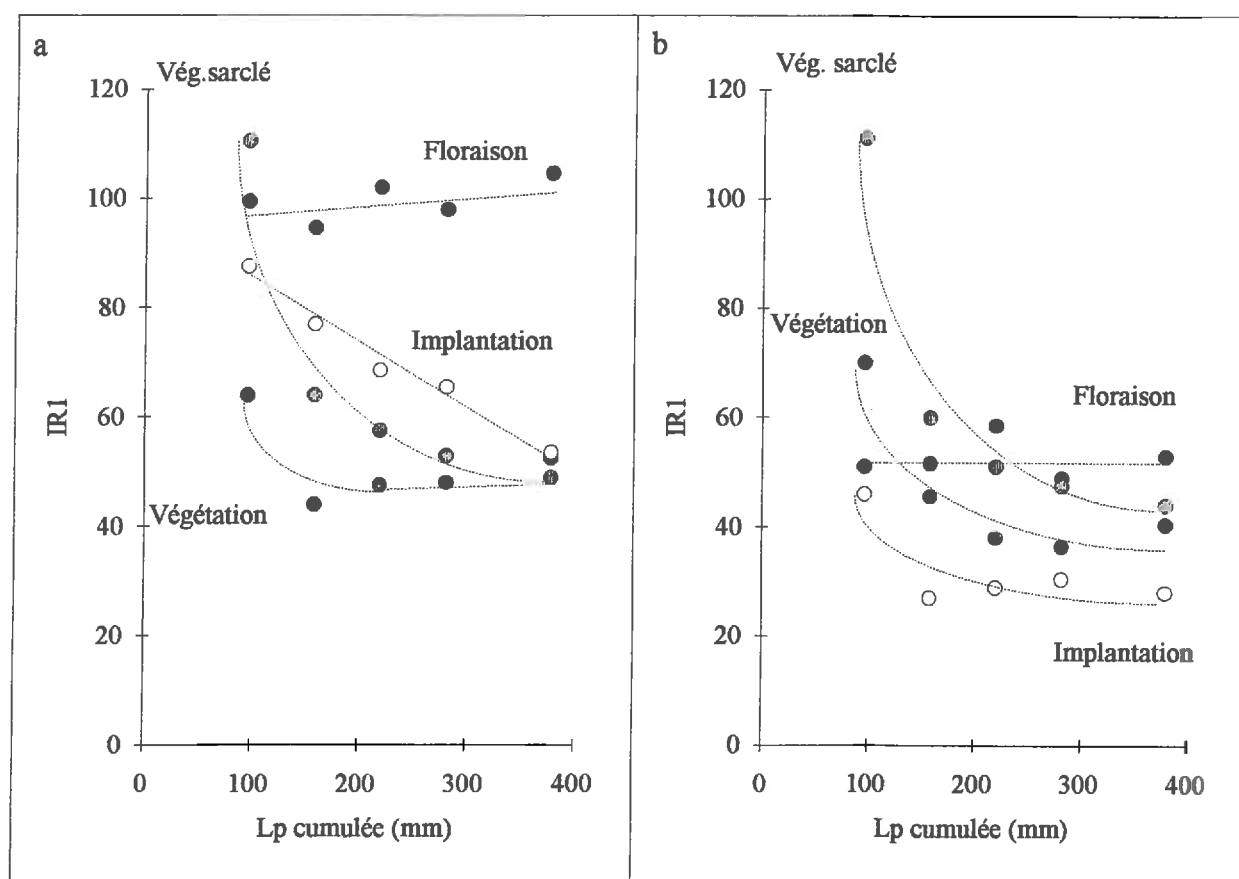 a
Vég.sarclé
120
100
80
60
40
20
0
IR1
Floraison
Implantation
Végétation
0 100 200 300 400
Lp cumulée (mm)
b
Vég. sarclé
120
100
80
60
40
20
0
IR1
Végétation
Floraison
Implantation
0 100 200 300 400
Lp cumulée (mm)